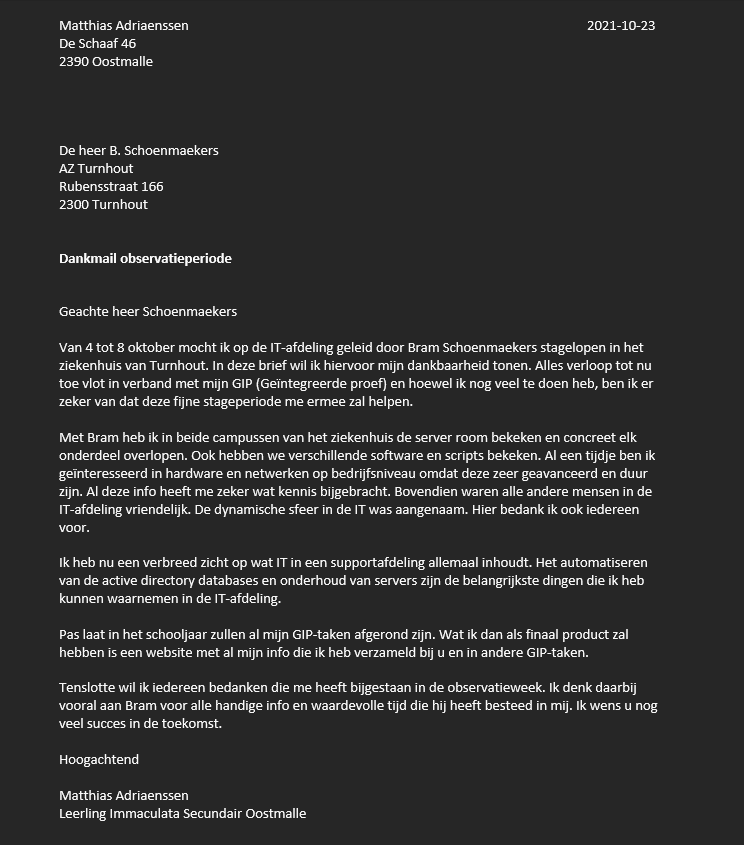 Matthias Adriaenssen 2021-10-23
De Schaaf 46
2390 Oostmalle
De heer B. Schoenmaekers
AZ Turnhout
Rubensstraat 166
2300 Turnhout
Dankmail observatieperiode
Geachte heer Schoenmaekers
Van 4 tot 8 oktober mocht ik op de IT-afdeling geleid door Bram Schoenmaekers stagelopen in het
ziekenhuis van Turnhout. In deze brief wil ik hiervoor mijn dankbaarheid tonen. Alles verloop tot nu
toe vlot in verband met mijn GIP (Geïntegreerde proef) en hoewel ik nog veel te doen heb, ben ik er
zeker van dat deze fijne stageperiode me ermee zal helpen.
Met Bram heb ik in beide campussen van het ziekenhuis de server room bekeken en concreet elk
onderdeel overlopen. Ook hebben we verschillende software en scripts bekeken. Al een tijdje ben ik
geïnteresseerd in hardware en netwerken op bedrijfsniveau omdat deze zeer geavanceerd en duur
zijn. Al deze info heeft me zeker wat kennis bijgebracht. Bovendien waren alle andere mensen in de
IT-afdeling vriendelijk. De dynamische sfeer in de IT was aangenaam. Hier bedank ik ook iedereen
voor.
Ik heb nu een verbreed zicht op wat IT in een supportafdeling allemaal inhoudt. Het automatiseren
van de active directory databases en onderhoud van servers zijn de belangrijkste dingen die ik heb
kunnen waarnemen in de IT-afdeling.
Pas laat in het schooljaar zullen al mijn GIP-taken afgerond zijn. Wat ik dan als finaal product zal
hebben is een website met al mijn info die ik heb verzameld bij u en in andere GIP-taken.
Tenslotte wil ik iedereen bedanken die me heeft bijgestaan in de observatieweek. Ik denk daarbij
vooral aan Bram voor alle handige info en waardevolle tijd die hij heeft besteed in mij. Ik wens u nog
veel succes in de toekomst.
Hoogachtend
Matthias Adriaenssen
Leerling Immaculata Secundair Oostmalle